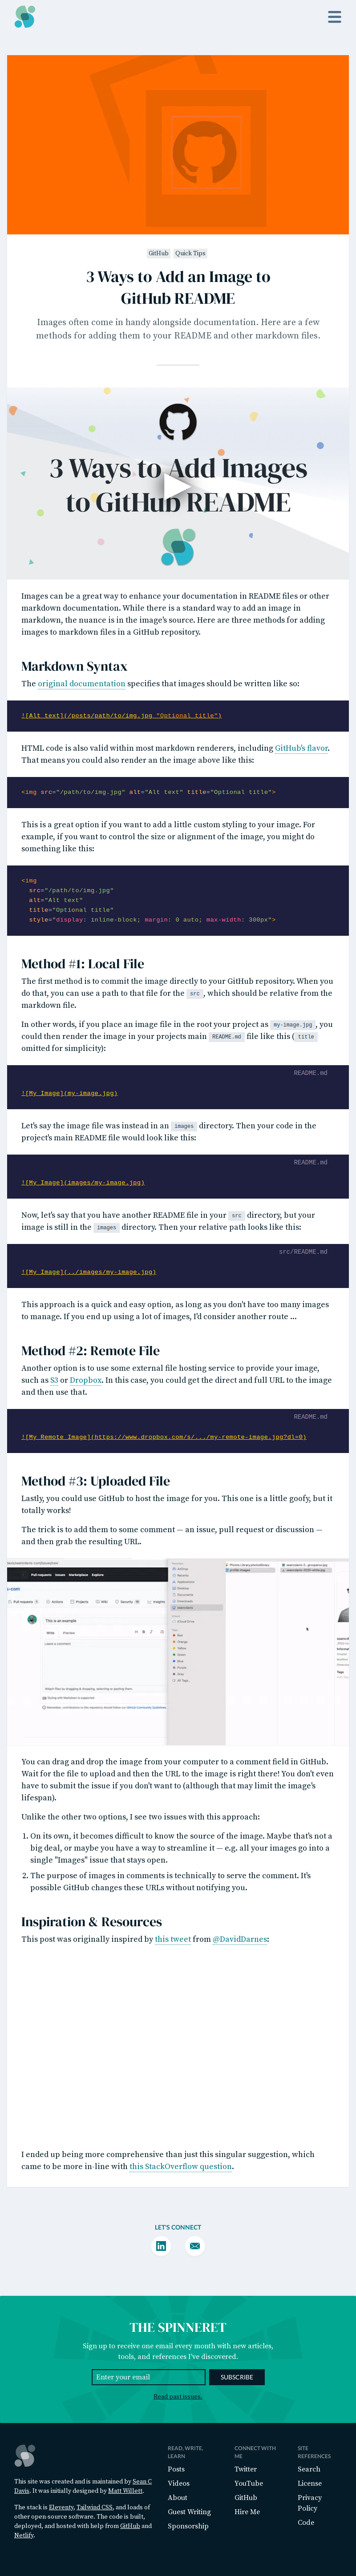 GitHub Quick Tips
3 Ways to Add an Image to
GitHub README
Images often come in handy alongside documentation. Here are a few
methods for adding them to your README and other markdown files.
3 Ways to Add Images
to GitHub README
Images can be a great way to enhance your documentation in README files or other
markdown documentation. While there is a standard way to add an image in
markdown, the nuance is in the image's source. Here are three methods for adding
images to markdown files in a GitHub repository.
Markdown Syntax
The original documentation specifies that images should be written like so:
![Alt text](/posts/path/to/img.jpg "Optional title")
HTML code is also valid within most markdown renderers, including GitHub's flavor.
That means you could also render an the image above like this:
<img src="/path/to/img.jpg" alt="Alt text" title="Optional title">
This is a great option if you want to add a little custom styling to your image. For
example, if you want to control the size or alignment of the image, you might do
something like this:
<img
src="/path/to/img.jpg"
alt="Alt text"
title="Optional title"
style="display: inline-block; margin: 0 auto; max-width: 300px">
Method #1: Local File
The first method is to commit the image directly to your GitHub repository. When you
do that, you can use a path to that file for the src, which should be relative from the
markdown file.
In other words, if you place an image file in the root your project as my-image.jpg, you
could then render the image in your projects main README.md file like this (title
omitted for simplicity):
README.md
![My Image](my-image.jpg)
Let's say the image file was instead in an images directory. Then your code in the
project's main README file would look like this:
README.md
![My Image](images/my-image.jpg)
Now, let's say that you have another README file in your src directory, but your
image is still in the images directory. Then your relative path looks like this:
src/README.md
![My Image](../images/my-image.jpg)
This approach is a quick and easy option, as long as you don't have too many images
to manage. If you end up using a lot of images, I'd consider another route ...
Method #2: Remote File
Another option is to use some external file hosting service to provide your image,
such as S3 or Dropbox. In this case, you could get the direct and full URL to the image
and then use that.
README.md
![My Remote Image](https://www.dropbox.com/s/.../my-remote-image.jpg?dl=0)
Method #3: Uploaded File
Lastly, you could use GitHub to host the image for you. This one is a little goofy, but it
totally works!
The trick is to add them to some comment — an issue, pull request or discussion —
and then grab the resulting URL.
You can drag and drop the image from your computer to a comment field in GitHub.
Wait for the file to upload and then the URL to the image is right there! You don't even
have to submit the issue if you don't want to (although that may limit the image's
lifespan).
Unlike the other two options, I see two issues with this approach:
1. On its own, it becomes difficult to know the source of the image. Maybe that's not a
big deal, or maybe you have a way to streamline it — e.g. all your images go into a
single "Images" issue that stays open.
2. The purpose of images in comments is technically to serve the comment. It's
possible GitHub changes these URLs without notifying you.
Inspiration & Resources
This post was originally inspired by this tweet from @DavidDarnes:
I ended up being more comprehensive than just this singular suggestion, which
came to be more in-line with this StackOverflow question.
LET'S CONNECT
THE SPINNERET
Sign up to receive one email every month with new articles,
tools, and references I've discovered.
Enter your email SUBSCRIBE
Read past issues.
This site was created and is maintained by Sean C
Davis. It was initially designed by Matt Willett.
The stack is Eleventy, Tailwind CSS, and loads of
other open-source software. The code is built,
deployed, and hosted with help from GitHub and
Netlify.
READ, WRITE,
LEARN
Posts
Videos
About
Guest Writing
Sponsorship
CONNECT WITH
ME
Twitter
YouTube
GitHub
Hire Me
SITE
REFERENCES
Search
License
Privacy
Policy
Code